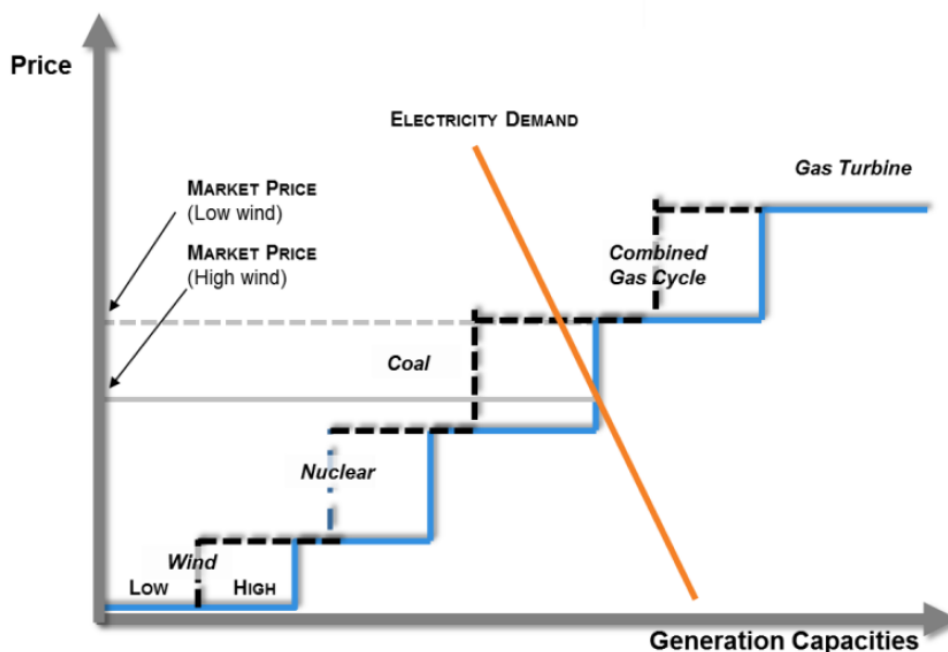 Price
ELECTRICITY DEMAND
Gas Turbine
MARKET PRICE
(Low wind)
MARKET PRICE
(High wind)
Combined
Gas Cycle
Coal
Nuclear
Wind
LOW
HIGH
Generation Capacities